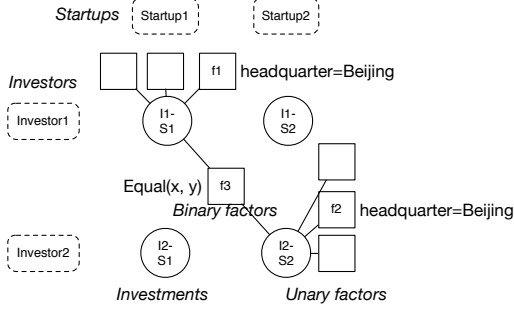 Startups
Startup1
Startup2
Investors
f1
headquarter=Beijing
Investor1
I1-
S1
I1-
S2
Equal(x, y)
f3
Binary factors
f2
headquarter=Beijing
Investor2
I2-
S1
I2-
S2
Investments
Unary factors